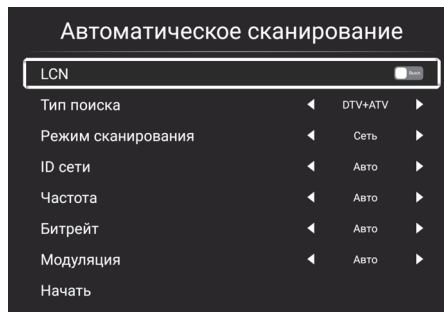 Автоматическое сканирование
LCN Выкл
Тип поиска DTV+ATV
Режим сканирования Сеть
ID сети Авто
Частота Авто
Битрейт Авто
Модуляция Авто
Начать